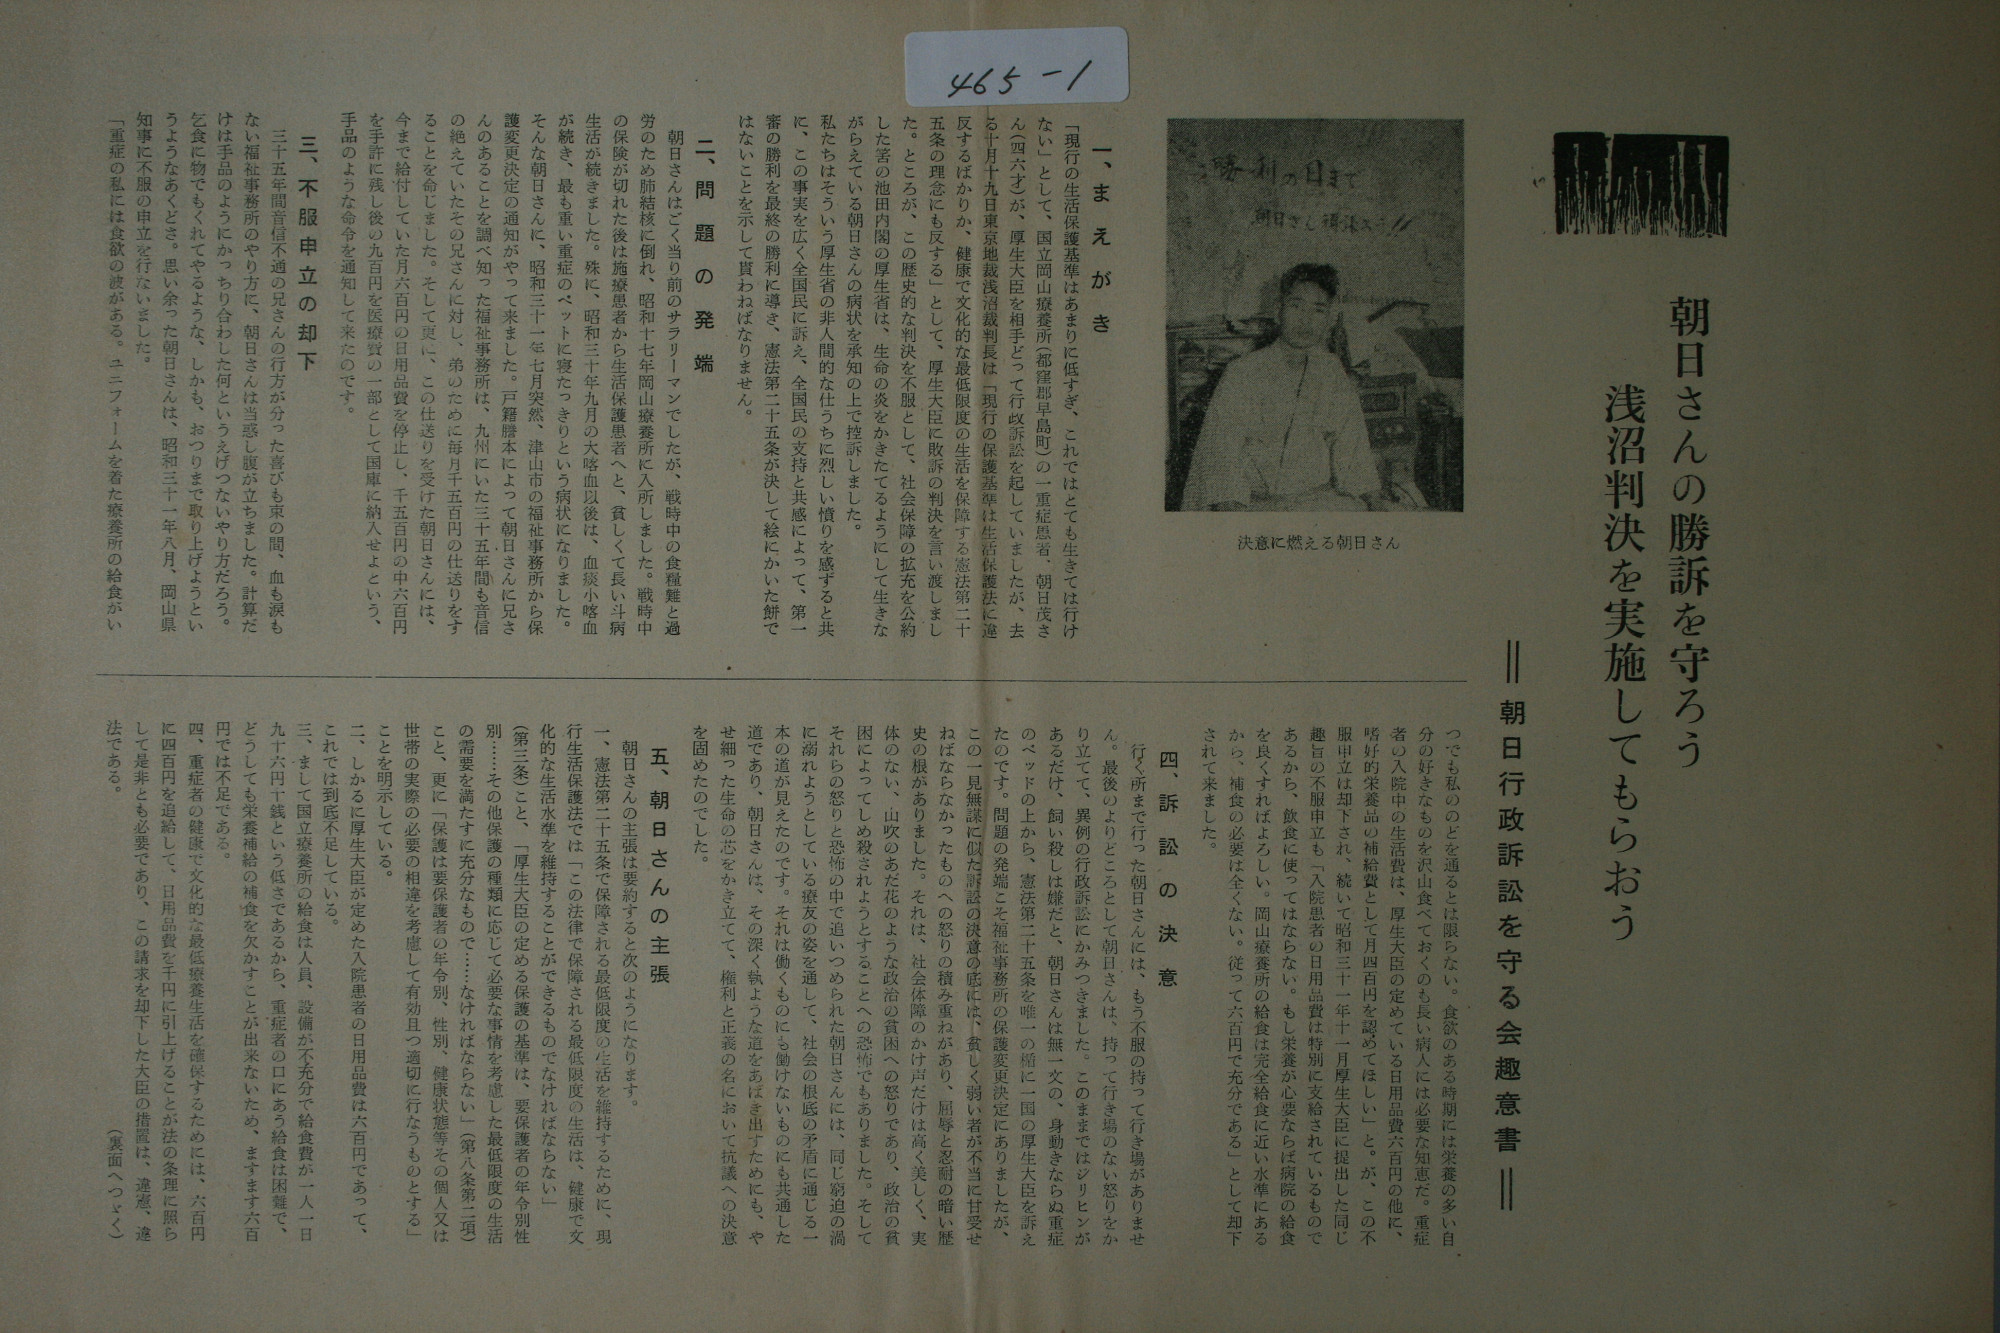 465-1
朝日さんの勝訴を守ろう
浅沼判決を実施してもらおう
＝朝日行政訴訟を守る会趣意書＝
勝利の日まで
朝日さん頑張ろう!!
決意に燃える朝日さん
一、まえがき
「現行の生活保護基準はあまりに低すぎ、これではとても生きては行け
ない」として、国立岡山療養所(都窪郡早島町)の一重症患者、朝日茂さ
ん(四六才)が、厚生大臣を相手どって行政訴訟を起していましたが、去
る十月十九日東京地裁浅沼裁判長は「現行の保護基準は生活保護法に違
反するばかりか、健康で文化的な最低限度の生活を保障する憲法第二十
五条の理念にも反する」として、厚生大臣に敗訴の判決を言い渡しまし
た。ところが、この歴史的な判決を不服として、社会保障の拡充を公約
した筈の池田内閣の厚生省は、生命の炎をかきたてるようにして生きな
がらえている朝日さんの病状を承知の上で控訴しました。
私たちはそういう厚生省の非人間的な仕うちに烈しい憤りを感ずると共
に、この事実を広く全国民に訴え、全国民の支持と共感によって、第一
審の勝利を最終の勝利に導き、憲法第二十五条が決して絵にかいた餅で
はないことを示して貰わねばなりません。
二、問題の発端
朝日さんはごく当り前のサラリーマンでしたが、戦時中の食糧難と過
労のため肺結核に倒れ、昭和十七年岡山療養所に入所しました。戦時中
の保険が切れた後は施療患者から生活保護患者へと、貧しくて長い斗病
生活が続きました。殊に、昭和三十年九月の大喀血以後は、血痰小喀血
が続き、最も重い重症のベットに寝たっきりという病状になりました。
そんな朝日さんに、昭和三十一年七月突然、津山市の福祉事務所から保
護変更決定の通知がやって来ました。戸籍謄本によって朝日さんに兄さ
んのあることを調べ知った福祉事務所は、九州にいた三十五年間も音信
の絶えていたその兄さんに対し、弟のために毎月千五百円の仕送りをす
ることを命じました。そして更に、この仕送りを受けた朝日さんには、
今まで給付していた月六百円の日用品費を停止し、千五百円の中六百円
を手許に残し後の九百円を医療費の一部として国庫に納入せよという、
手品のような命令を通知して来たのです。
三、不服申立の却下
三十五年間音信不通の兄さんの行方が分った喜びも束の間、血も涙も
ない福祉事務所のやり方に、朝日さんは当惑し腹が立ちました。計算だ
けは手品のようにかっちり合わした何というえげつないやり方だろう。
乞食に物でもくれてやるような、しかも、おつりまで取り上げようとい
うようなあくどさ。思い余った朝日さんは、昭和三十一年八月、岡山県
知事に不服の申立を行ないました。
「重症の私には食欲の波がある。ユニフォームを着た療養所の給食がい
つでも私ののどを通るとは限らない。食欲のある時期には栄養の多い自
分の好きなものを沢山食べておくのも長い病人には必要な知恵だ。重症
者の入院中の生活費は、厚生大臣の定めている日用品費六百円の他に、
嗜好的栄養品の補給費として月四百円を認めてほしい」と。が、この不
服申立は却下され、続いて昭和三十一年十一月厚生大臣に提出した同じ
趣旨の不服申立も「入院患者の日用品費は特別に支給されているもので
あるから、飲食に使ってはならない。もし栄養が心要ならば病院の給食
を良くすればよろしい。岡山療養所の給食は完全給食に近い水準にある
から、補食の必要は全くない。従って六百円で充分である」として却下
されて来ました。
四、訴訟の決意
行く所まで行った朝日さんには、もう不服の持って行き場がありませ
ん。最後のよりどころとして朝日さんは、持って行き場のない怒りをか
り立てて、異例の行政訴訟にかみつきました。このままではジリヒンが
あるだけ、飼い殺しは嫌だと、朝日さんは無一文の、身動きならぬ重症
のベッドの上から、憲法第二十五条を唯一の楯に一国の厚生大臣を訴え
たのです。問題の発端こそ福祉事務所の保護変更決定にありましたが、
この一見無謀に似た訴訟の決意の底には、貧しく弱い者が不当に甘受せ
ねばならなかったものへの怒りの積み重ねがあり、屈辱と忍耐の暗い歴
史の根がありました。それは、社会体障のかけ声だけは高く美しく、実
体のない、山吹のあだ花のような政治の貧困への怒りであり、政治の貧
困によってしめ殺されようとすることへの恐怖でもありました。そして
それらの怒りと恐怖の中で追いつめられた朝日さんには、同じ窮迫の渦
に溺れようとしている療友の姿を通して、社会の根底の矛盾に通じる一
本の道が見えたのです。それは働くものにも働けないものにも共通した
道であり、朝日さんは、その深く執ような道をあばき出すためにも、や
せ細った生命の芯をかき立てて、権利と正義の名において抗議への決意
を固めたのでした。
五、朝日さんの主張
朝日さんの主張は要約すると次のようになります。
一、憲法第二十五条で保障される最低限度の生活を維持するために、現
行生活保護法では「この法律で保障される最低限度の生活は、健康で文
化的な生活水準を維持することができるものでなければならない」
(第三条)こと、「厚生大臣の定める保護の基準は、要保護者の年令別性
別……その他保護の種類に応じて必要な事情を考慮した最低限度の生活
の需要を満たすに充分なもので……なければならない」(第八条第二項)
こと、更に「保護は要保護者の年令別、性別、健康状態等その個人又は
世帯の実際の必要の相違を考慮して有効且つ適切に行なうものとする」
ことを明示している。
二、しかるに厚生大臣が定めた入院患者の日用品費は六百円であって、
これでは到底不足している。
三、まして国立療養所の給食は人員、設備が不充分で給食費が一人一日
九十六円十銭という低さであるから、重症者の口にあう給食は困難で、
どうしても栄養補給の補食を欠かすことが出来ないため、ますます六百
円では不足である。
四、重症者の健康で文化的な最低療養生活を確保するためには、六百円
に四百円を追給して、日用品費を千円に引上げることが法の条理に照ら
して是非とも必要であり、この請求を却下した大臣の措置は、違憲、違
法である。
(裏面へつゞく)